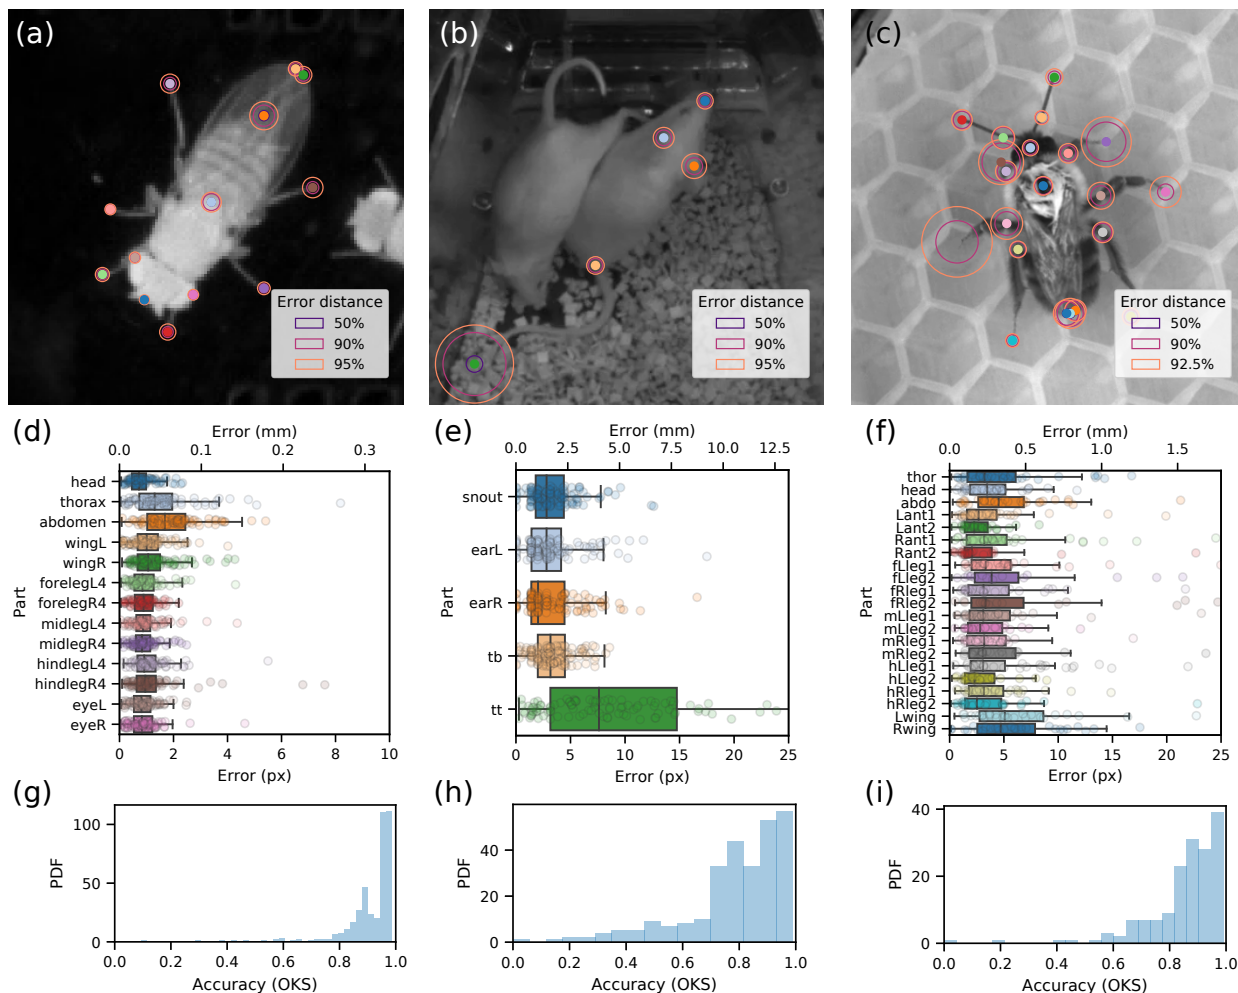 (a)
Error distance
50%
90%
95%
(b)
Error distance
50%
90%
95%
(c)
Error distance
50%
90%
92.5%
(d)
Error (mm)
0.0 0.1 0.2 0.3
Part
head
thorax
abdomen
wingL
wingR
forelegL4
forelegR4
midlegL4
midlegR4
hindlegL4
hindlegR4
eyeL
eyeR
0 2 4 6 8 10
Error (px)
(e)
Error (mm)
0.0 2.5 5.0 7.5 10.0 12.5
Part
snout
earL
earR
tb
tt
0 5 10 15 20 25
Error (px)
(f)
Error (mm)
0.0 0.5 1.0 1.5
Part
thor
head
abdo
Lant1
Lant2
Rant1
Rant2
fLleg1
fLleg2
fRleg1
fRleg2
mLleg1
mLleg2
mRleg1
mRleg2
hLleg1
hLleg2
hRleg1
hRleg2
Lwing
Rwing
0 5 10 15 20 25
Error (px)
(g)
PDF
100
50
0
0.0 0.2 0.4 0.6 0.8 1.0
Accuracy (OKS)
(h)
PDF
40
20
0
0.0 0.2 0.4 0.6 0.8 1.0
Accuracy (OKS)
(i)
PDF
40
20
0
0.0 0.2 0.4 0.6 0.8 1.0
Accuracy (OKS)